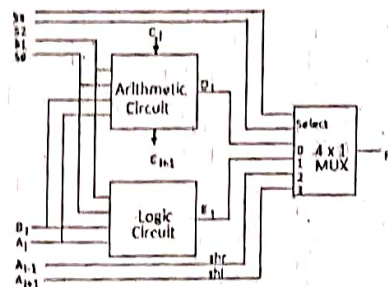 S3
S2
S1
S0
Ci
Arithmetic
Circuit
Di
Select
Ci+1
0
1
2
3
4 x 1
MUX
F
Logic
Circuit
Ei
Bi
Ai
Ai-1
shr
shl
Ai+1